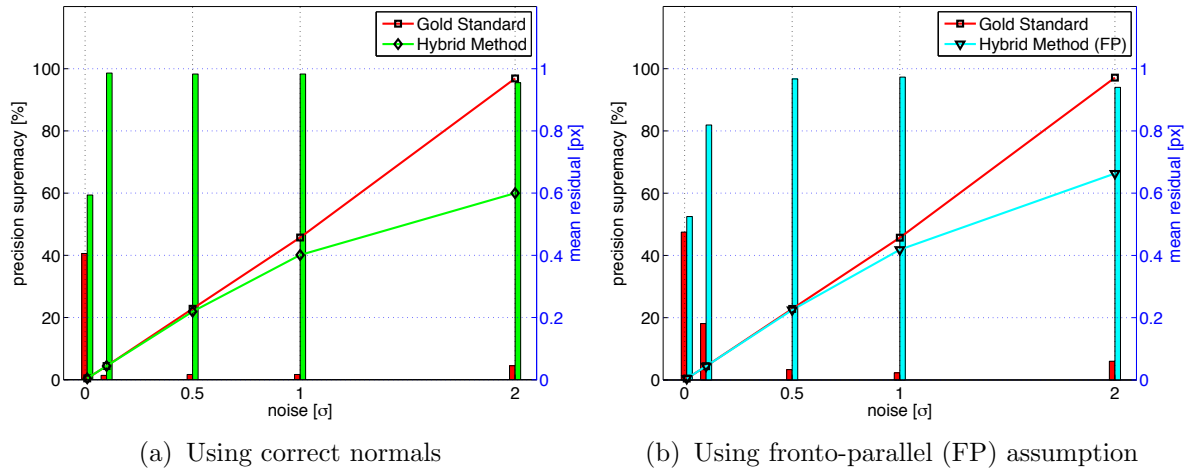 Gold Standard
Hybrid Method
100
80
60
40
20
0
precision supremacy [%]
1
0.8
0.6
0.4
0.2
0
mean residual [px]
0
0.5
1
2
noise [σ]
(a) Using correct normals
Gold Standard
Hybrid Method (FP)
100
80
60
40
20
0
precision supremacy [%]
1
0.8
0.6
0.4
0.2
0
mean residual [px]
0
0.5
1
2
noise [σ]
(b) Using fronto-parallel (FP) assumption